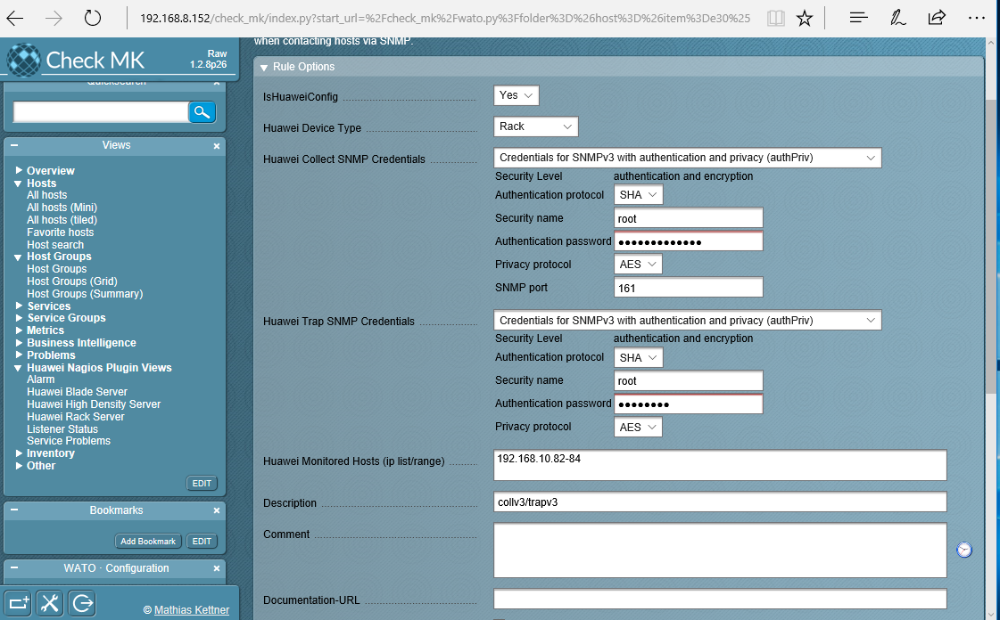 192.168.8.152/check_mk/index.py?start_url=%2Fcheck_mk%2Fwato.py%3Ffolder%3D%26host%3D%26item%3De30%25
Check MK
Raw
1.2.8p26
Quicksearch
Views
Overview
Hosts
All hosts
All hosts (Mini)
All hosts (tiled)
Favorite hosts
Host search
Host Groups
Host Groups
Host Groups (Grid)
Host Groups (Summary)
Services
Service Groups
Metrics
Business Intelligence
Problems
Huawei Nagios Plugin Views
Alarm
Huawei Blade Server
Huawei High Density Server
Huawei Rack Server
Listener Status
Service Problems
Inventory
Other
EDIT
Bookmarks
Add Bookmark EDIT
WATO · Configuration
© Mathias Kettner
when contacting hosts via SNMP.
Rule Options
IsHuaweiConfig Yes
Huawei Device Type Rack
Huawei Collect SNMP Credentials Credentials for SNMPv3 with authentication and privacy (authPriv)
Security Level authentication and encryption
Authentication protocol SHA
Security name root
Authentication password ●●●●●●●●●●●●●
Privacy protocol AES
SNMP port 161
Huawei Trap SNMP Credentials Credentials for SNMPv3 with authentication and privacy (authPriv)
Security Level authentication and encryption
Authentication protocol SHA
Security name root
Authentication password ●●●●●●●●
Privacy protocol AES
Huawei Monitored Hosts (ip list/range) 192.168.10.82-84
Description collv3/trapv3
Comment
Documentation-URL